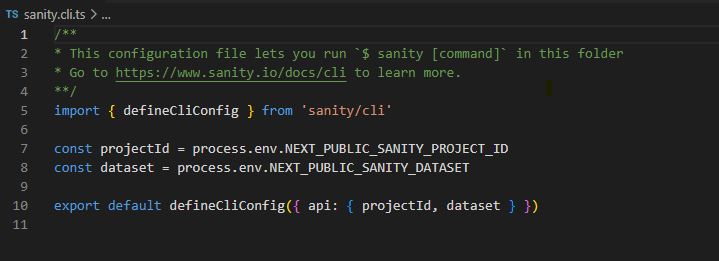 TS sanity.cli.ts > ...
1 /**
2 * This configuration file lets you run `$ sanity [command]` in this folder
3 * Go to https://www.sanity.io/docs/cli to learn more.
4 **/
5 import { defineCliConfig } from 'sanity/cli'
6
7 const projectId = process.env.NEXT_PUBLIC_SANITY_PROJECT_ID
8 const dataset = process.env.NEXT_PUBLIC_SANITY_DATASET
9
10 export default defineCliConfig({ api: { projectId, dataset } })
11